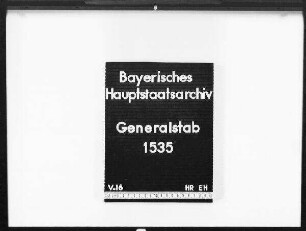 Bayerisches
Hauptstaatsarchiv
Generalstab
1535
V.16 HR EH